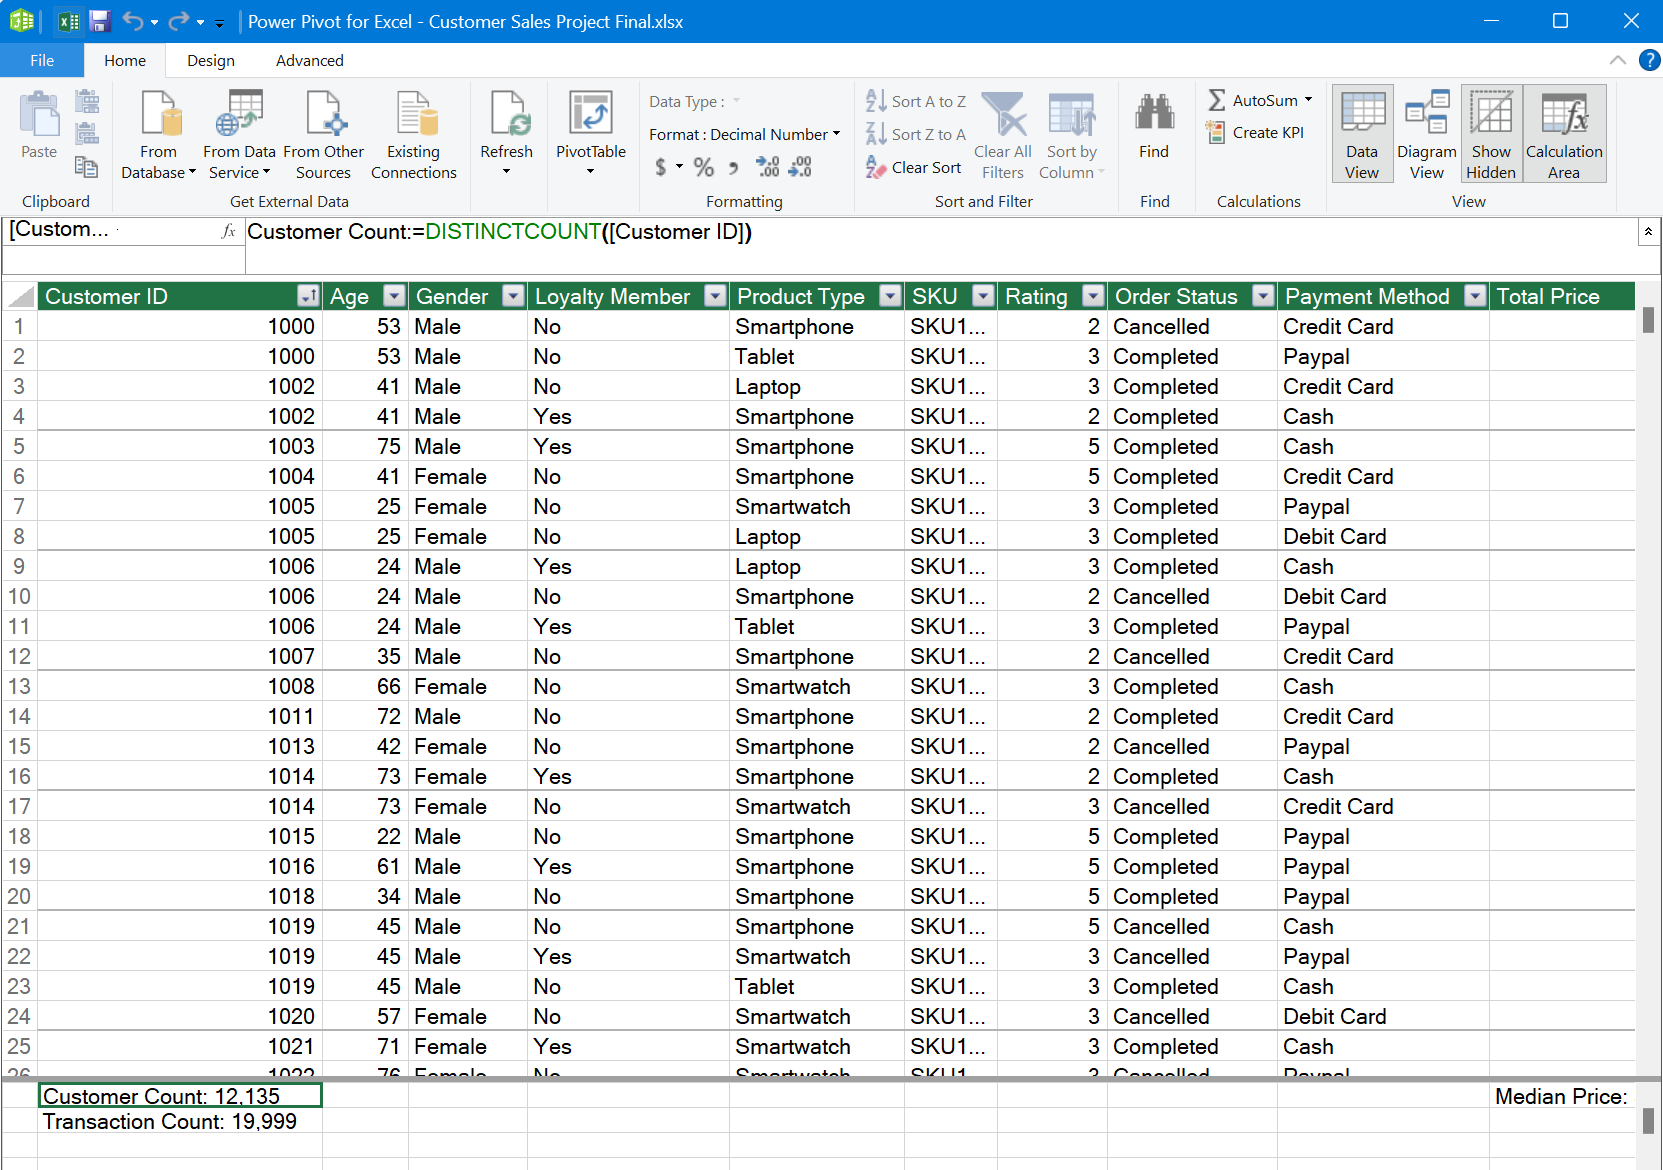 Power Pivot for Excel - Customer Sales Project Final.xlsx
File Home Design Advanced ?
Paste
Clipboard
From Database
From Data Service
From Other Sources
Existing Connections
Get External Data
Refresh
PivotTable
Data Type :
Format : Decimal Number
$ % , .0 .00 .00 .0
Formatting
Sort A to Z
Sort Z to A
Clear Sort
Clear All Filters
Sort by Column
Sort and Filter
Find
Find
AutoSum
Create KPI
Calculations
Data View
Diagram View
Show Hidden
Calculation Area
View
[Custom... fx Customer Count:=DISTINCTCOUNT([Customer ID])
Customer ID Age Gender Loyalty Member Product Type SKU Rating Order Status Payment Method Total Price
1 1000 53 Male No Smartphone SKU1... 2 Cancelled Credit Card
2 1000 53 Male No Tablet SKU1... 3 Completed Paypal
3 1002 41 Male No Laptop SKU1... 3 Completed Credit Card
4 1002 41 Male Yes Smartphone SKU1... 2 Completed Cash
5 1003 75 Male Yes Smartphone SKU1... 5 Completed Cash
6 1004 41 Female No Smartphone SKU1... 5 Completed Credit Card
7 1005 25 Female No Smartwatch SKU1... 3 Completed Paypal
8 1005 25 Female No Laptop SKU1... 3 Completed Debit Card
9 1006 24 Male Yes Laptop SKU1... 3 Completed Cash
10 1006 24 Male No Smartphone SKU1... 2 Cancelled Debit Card
11 1006 24 Male Yes Tablet SKU1... 3 Completed Paypal
12 1007 35 Male No Smartphone SKU1... 2 Cancelled Credit Card
13 1008 66 Female No Smartwatch SKU1... 3 Completed Cash
14 1011 72 Male No Smartphone SKU1... 2 Completed Credit Card
15 1013 42 Female No Smartphone SKU1... 2 Cancelled Paypal
16 1014 73 Female Yes Smartphone SKU1... 2 Completed Cash
17 1014 73 Female No Smartwatch SKU1... 3 Cancelled Credit Card
18 1015 22 Male No Smartphone SKU1... 5 Completed Paypal
19 1016 61 Male Yes Smartphone SKU1... 5 Completed Paypal
20 1018 34 Male No Smartphone SKU1... 5 Completed Paypal
21 1019 45 Male No Smartphone SKU1... 5 Cancelled Cash
22 1019 45 Male Yes Smartwatch SKU1... 3 Cancelled Paypal
23 1019 45 Male No Tablet SKU1... 3 Completed Cash
24 1020 57 Female No Smartwatch SKU1... 3 Cancelled Debit Card
25 1021 71 Female Yes Smartwatch SKU1... 3 Completed Cash
26 1022 76 Female No Smartwatch SKU1... 3 Cancelled Paypal
Customer Count: 12,135 Median Price:
Transaction Count: 19,999